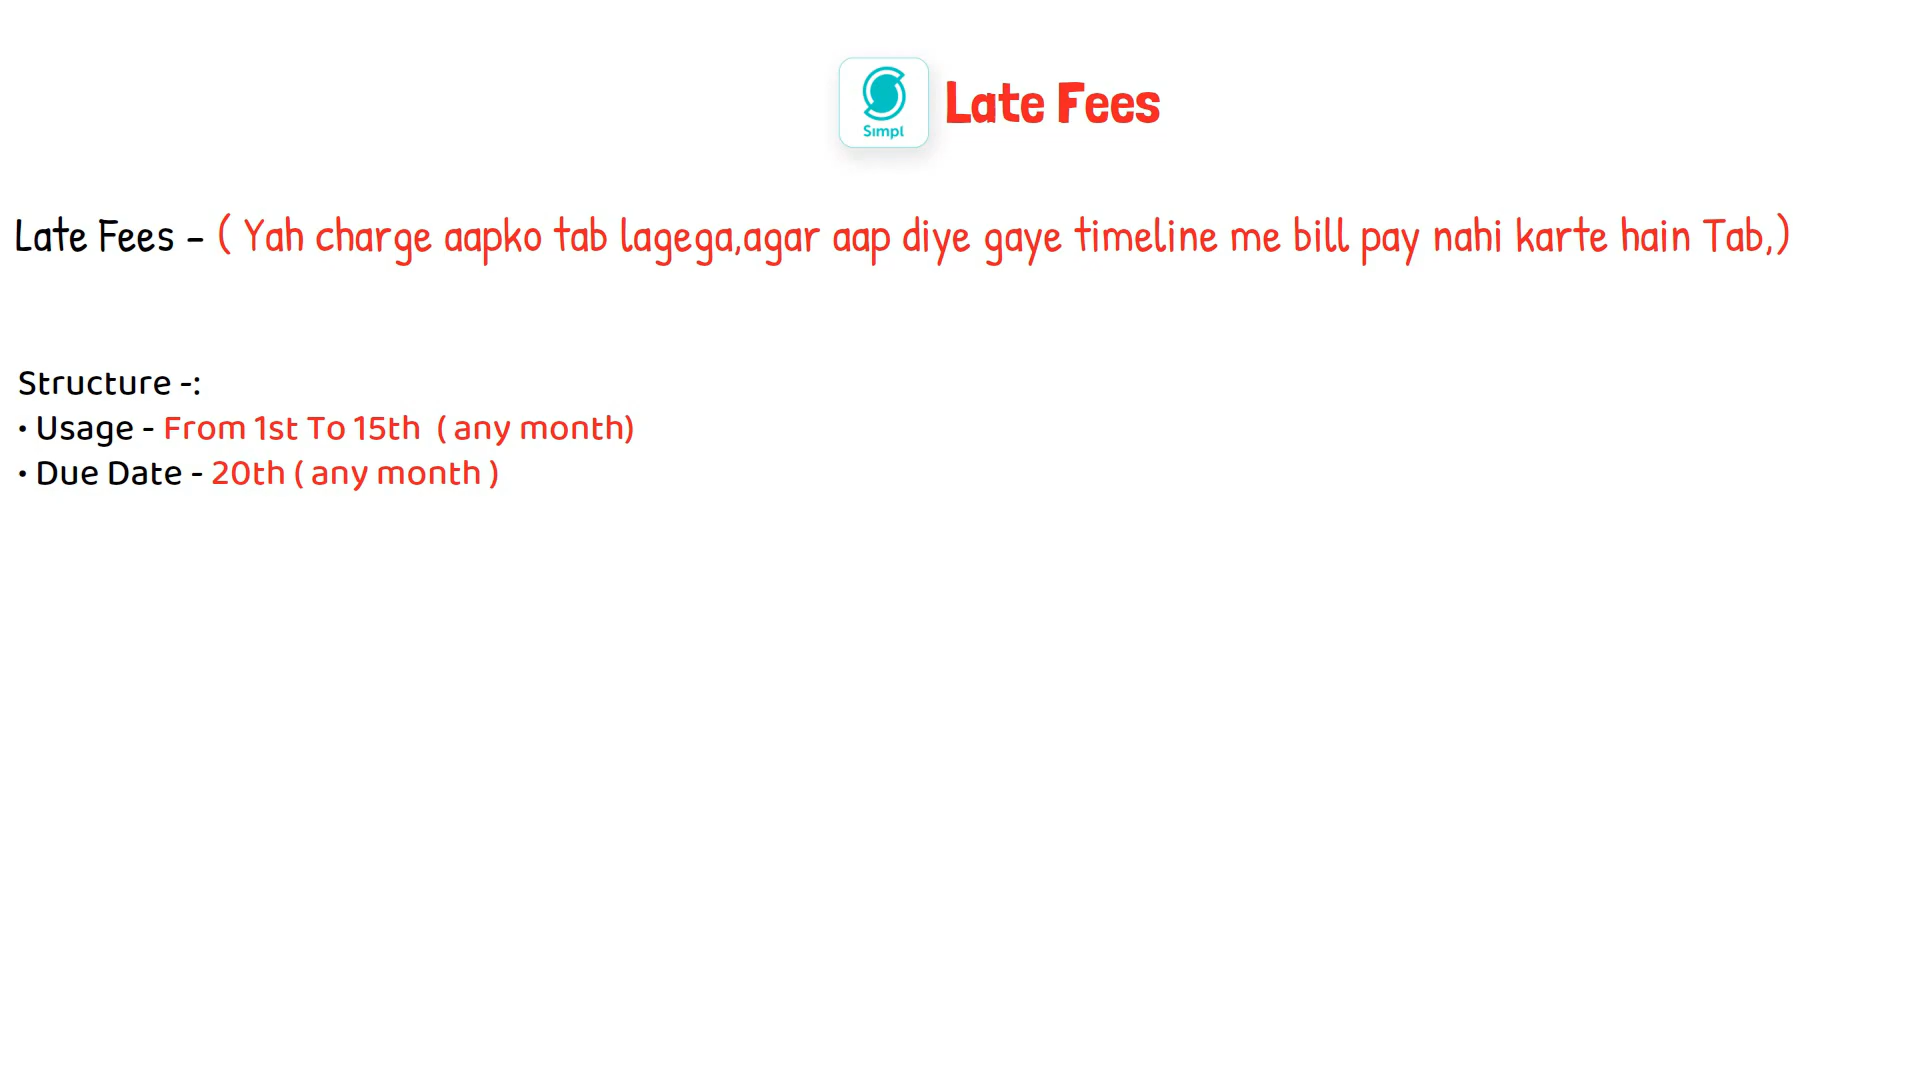 Simpl
Late Fees
Late Fees - ( Yah charge aapko tab lagega,agar aap diye gaye timeline me bill pay nahi karte hain Tab,)
Structure -:
• Usage - From 1st To 15th ( any month)
• Due Date - 20th ( any month )